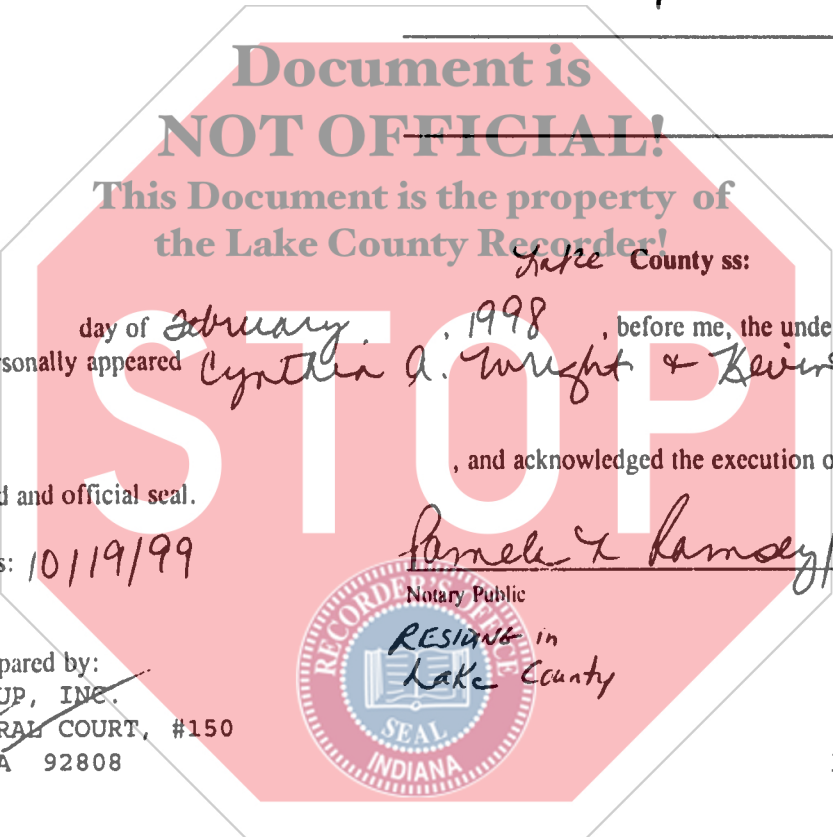 Document is
NOT OFFICIAL!
This Document is the property of
the Lake County Recorder!
Lake County ss:
day of February , 1998 , before me, the unde
rsonally appeared Cynthia A. Wright & Kevin
STOP
, and acknowledged the execution o
d and official seal.
s: 10/19/99
Pamela L Ramsey
Notary Public
RESIDING in
Lake County
RECORDER'S OFFICE
SEAL
INDIANA
pared by:
UP, INC.
RAL COURT, #150
A 92808